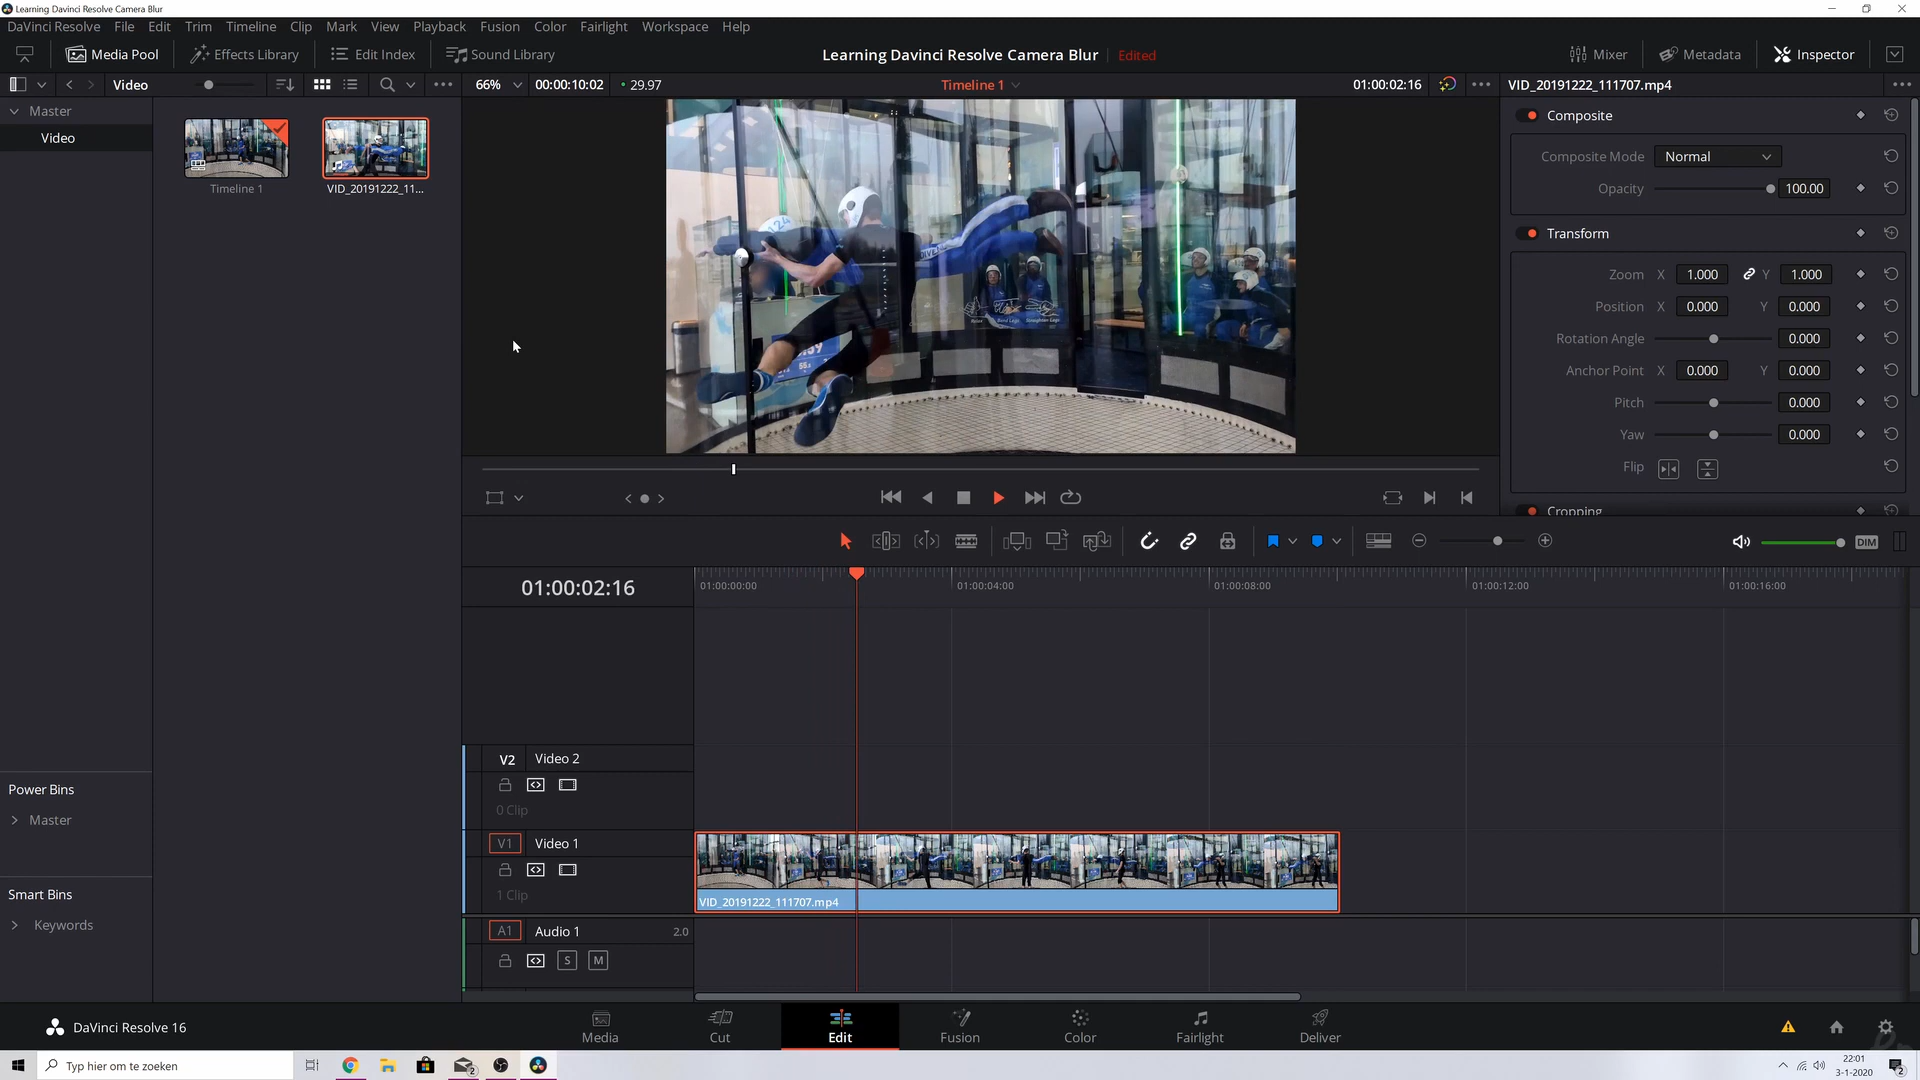 Learning Davinci Resolve Camera Blur
DaVinci Resolve File Edit Trim Timeline Clip Mark View Playback Fusion Color Fairlight Workspace Help
Media Pool Effects Library Edit Index Sound Library Learning Davinci Resolve Camera Blur Edited Mixer Metadata Inspector
Video 66% 00:00:10:02 29.97 Timeline 1 01:00:02:16 VID_20191222_111707.mp4
Master
Video
Timeline 1 VID_20191222_11...
Composite
Composite Mode Normal
Opacity 100.00
Transform
Zoom X 1.000 Y 1.000
Position X 0.000 Y 0.000
Rotation Angle 0.000
Anchor Point X 0.000 Y 0.000
Pitch 0.000
Yaw 0.000
Flip
Cropping
DIM
01:00:02:16
01:00:00:00 01:00:04:00 01:00:08:00 01:00:12:00 01:00:16:00
V2 Video 2
0 Clip
V1 Video 1
1 Clip
VID_20191222_111707.mp4
A1 Audio 1 2.0
S M
Power Bins
Master
Smart Bins
Keywords
DaVinci Resolve 16
Media Cut Edit Fusion Color Fairlight Deliver
Typ hier om te zoeken
2
22:01
3-1-2020
2